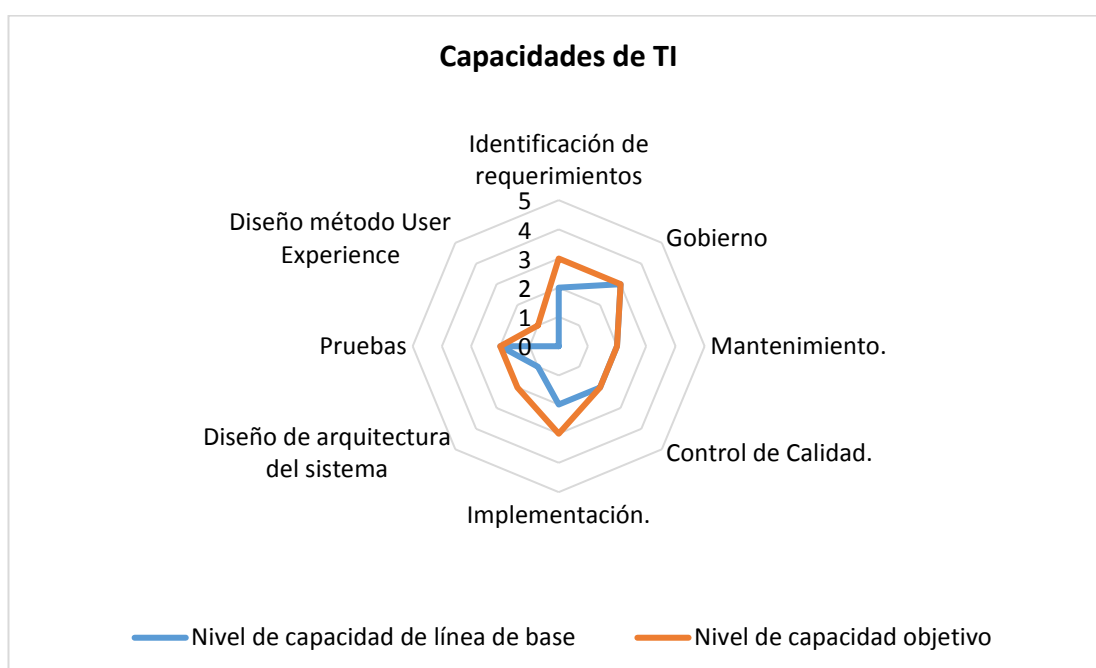 Capacidades de TI
Identificación de
requerimientos
Gobierno
Mantenimiento.
Control de Calidad.
Implementación.
Diseño de arquitectura
del sistema
Pruebas
Diseño método User
Experience
5
4
3
2
1
0
Nivel de capacidad de línea de base
Nivel de capacidad objetivo